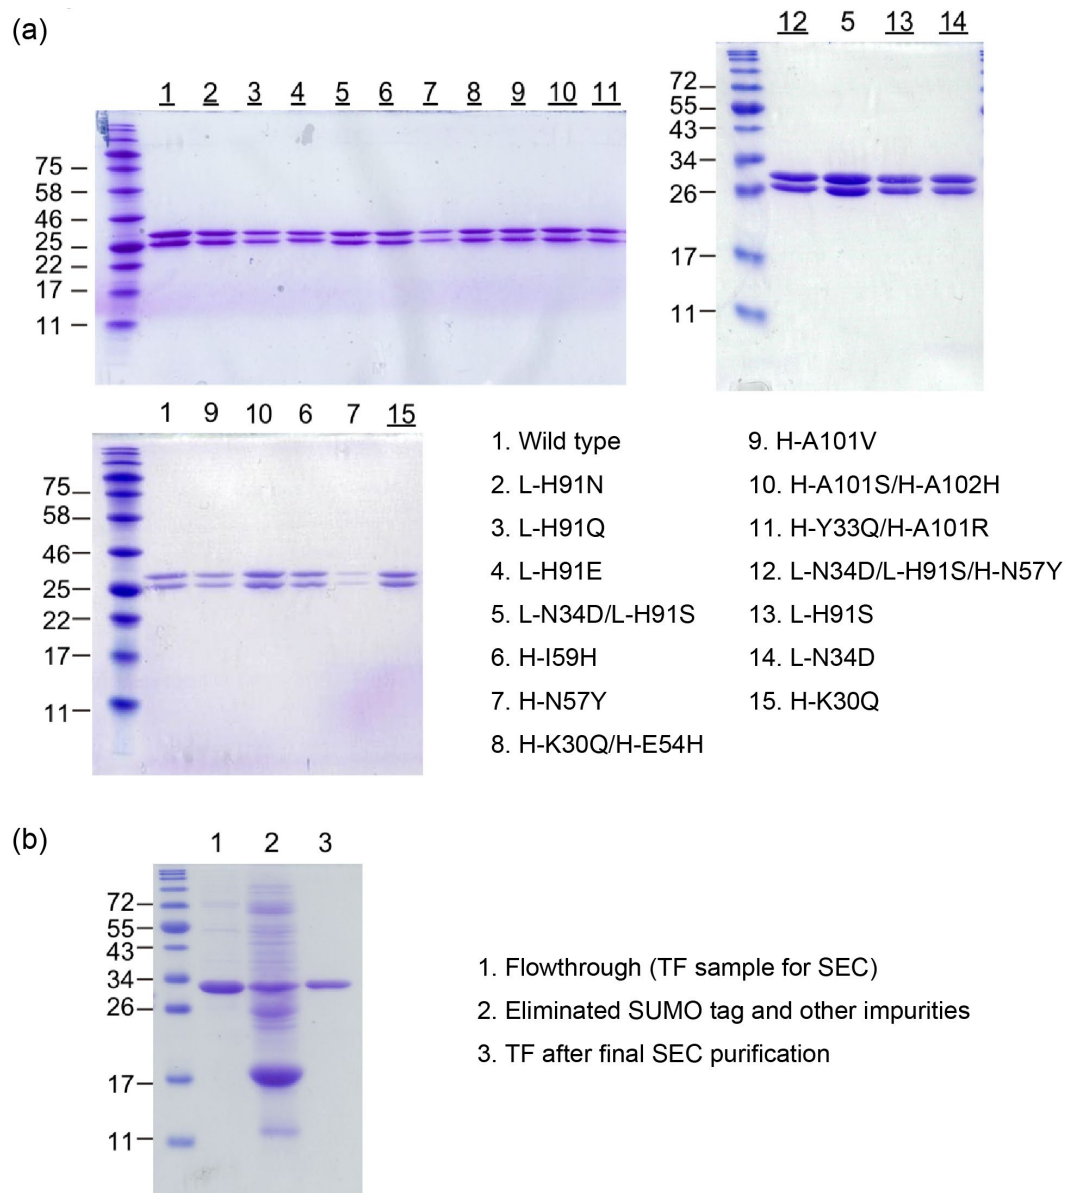 (a)
1 2 3 4 5 6 7 8 9 10 11
75
58
46
25
22
17
11
12 5 13 14
72
55
43
34
26
17
11
1 9 10 6 7 15
75
58
46
25
22
17
11
1. Wild type
2. L-H91N
3. L-H91Q
4. L-H91E
5. L-N34D/L-H91S
6. H-I59H
7. H-N57Y
8. H-K30Q/H-E54H
9. H-A101V
10. H-A101S/H-A102H
11. H-Y33Q/H-A101R
12. L-N34D/L-H91S/H-N57Y
13. L-H91S
14. L-N34D
15. H-K30Q
(b)
1 2 3
72
55
43
34
26
17
11
1. Flowthrough (TF sample for SEC)
2. Eliminated SUMO tag and other impurities
3. TF after final SEC purification